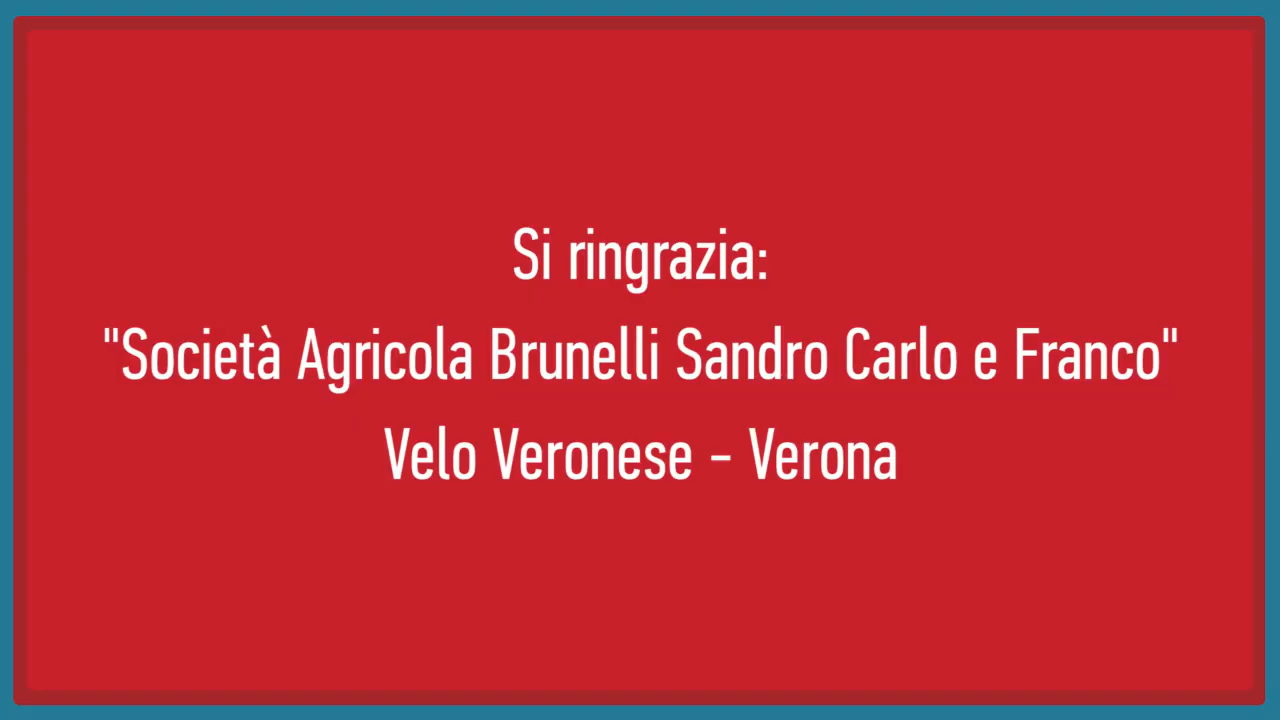 Si ringrazia:
"Società Agricola Brunelli Sandro Carlo e Franco"
Velo Veronese - Verona